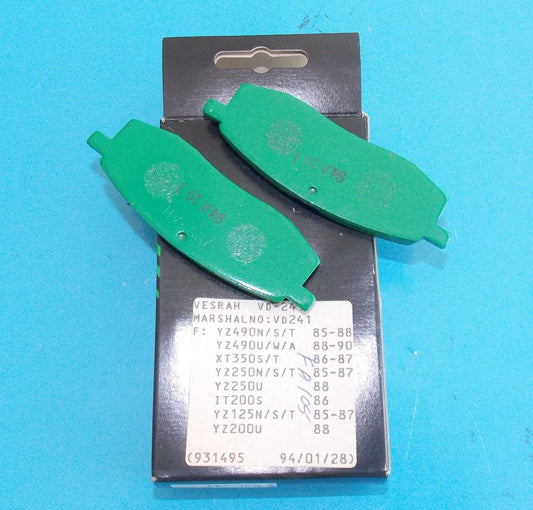 VESRAH VD-24
MARSHALNO:VD241
F: YZ490N/S/T 85-88
YZ490U/W/A 88-90
XT350S/T 86-87
YZ250N/S/T 85-87
YZ250U 88
IT200S 86
YZ125N/S/T 85-87
YZ200U 88
(931495 94/01/28)